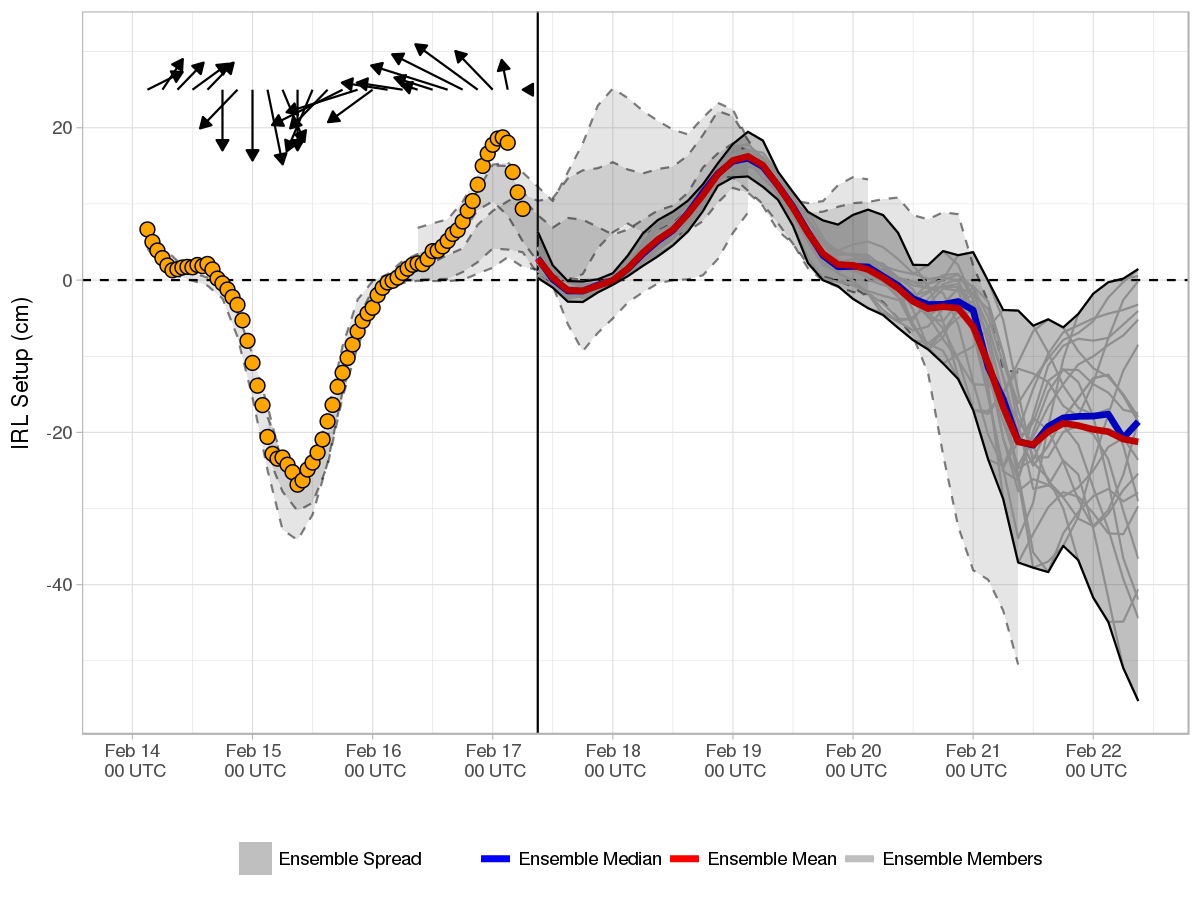 IRL Setup (cm)
20
0
-20
-40
Feb 14 Feb 15 Feb 16 Feb 17 Feb 18 Feb 19 Feb 20 Feb 21 Feb 22
00 UTC 00 UTC 00 UTC 00 UTC 00 UTC 00 UTC 00 UTC 00 UTC 00 UTC
Ensemble Spread Ensemble Median Ensemble Mean Ensemble Members